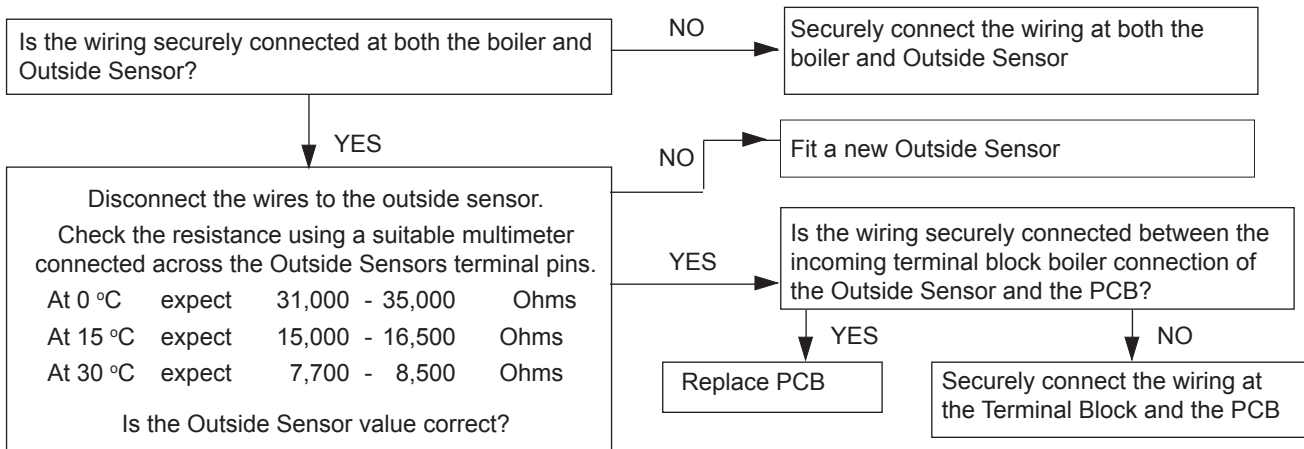 Is the wiring securely connected at both the boiler and
Outside Sensor?
NO
Securely connect the wiring at both the
boiler and Outside Sensor
YES
NO
Fit a new Outside Sensor
Disconnect the wires to the outside sensor.
Check the resistance using a suitable multimeter
connected across the Outside Sensors terminal pins.
At 0 °C expect 31,000 - 35,000 Ohms
At 15 °C expect 15,000 - 16,500 Ohms
At 30 °C expect 7,700 - 8,500 Ohms
Is the Outside Sensor value correct?
YES
Is the wiring securely connected between the
incoming terminal block boiler connection of
the Outside Sensor and the PCB?
YES
NO
Replace PCB
Securely connect the wiring at
the Terminal Block and the PCB